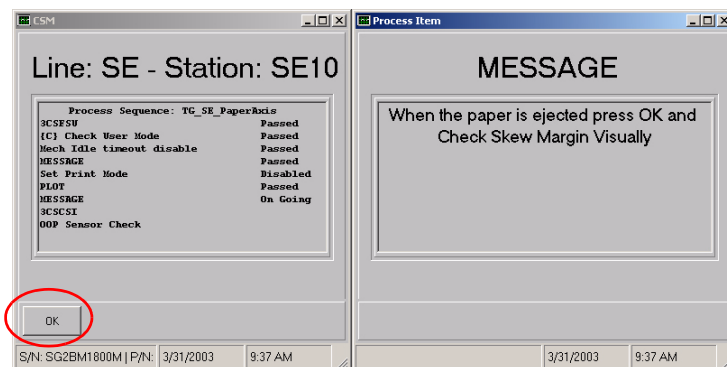 CSM
Line: SE - Station: SE10
Process Sequence: TG_SE_PaperAxis
3CSESU Passed
{C} Check User Mode Passed
Mech Idle timeout disable Passed
MESSAGE Passed
Set Print Mode Disabled
PLOT Passed
MESSAGE On Going
3CSCSI
OOP Sensor Check
OK
S/N: SG2BM1800M | P/N: 3/31/2003 9:37 AM
Process Item
MESSAGE
When the paper is ejected press OK and
Check Skew Margin Visually
3/31/2003 9:37 AM